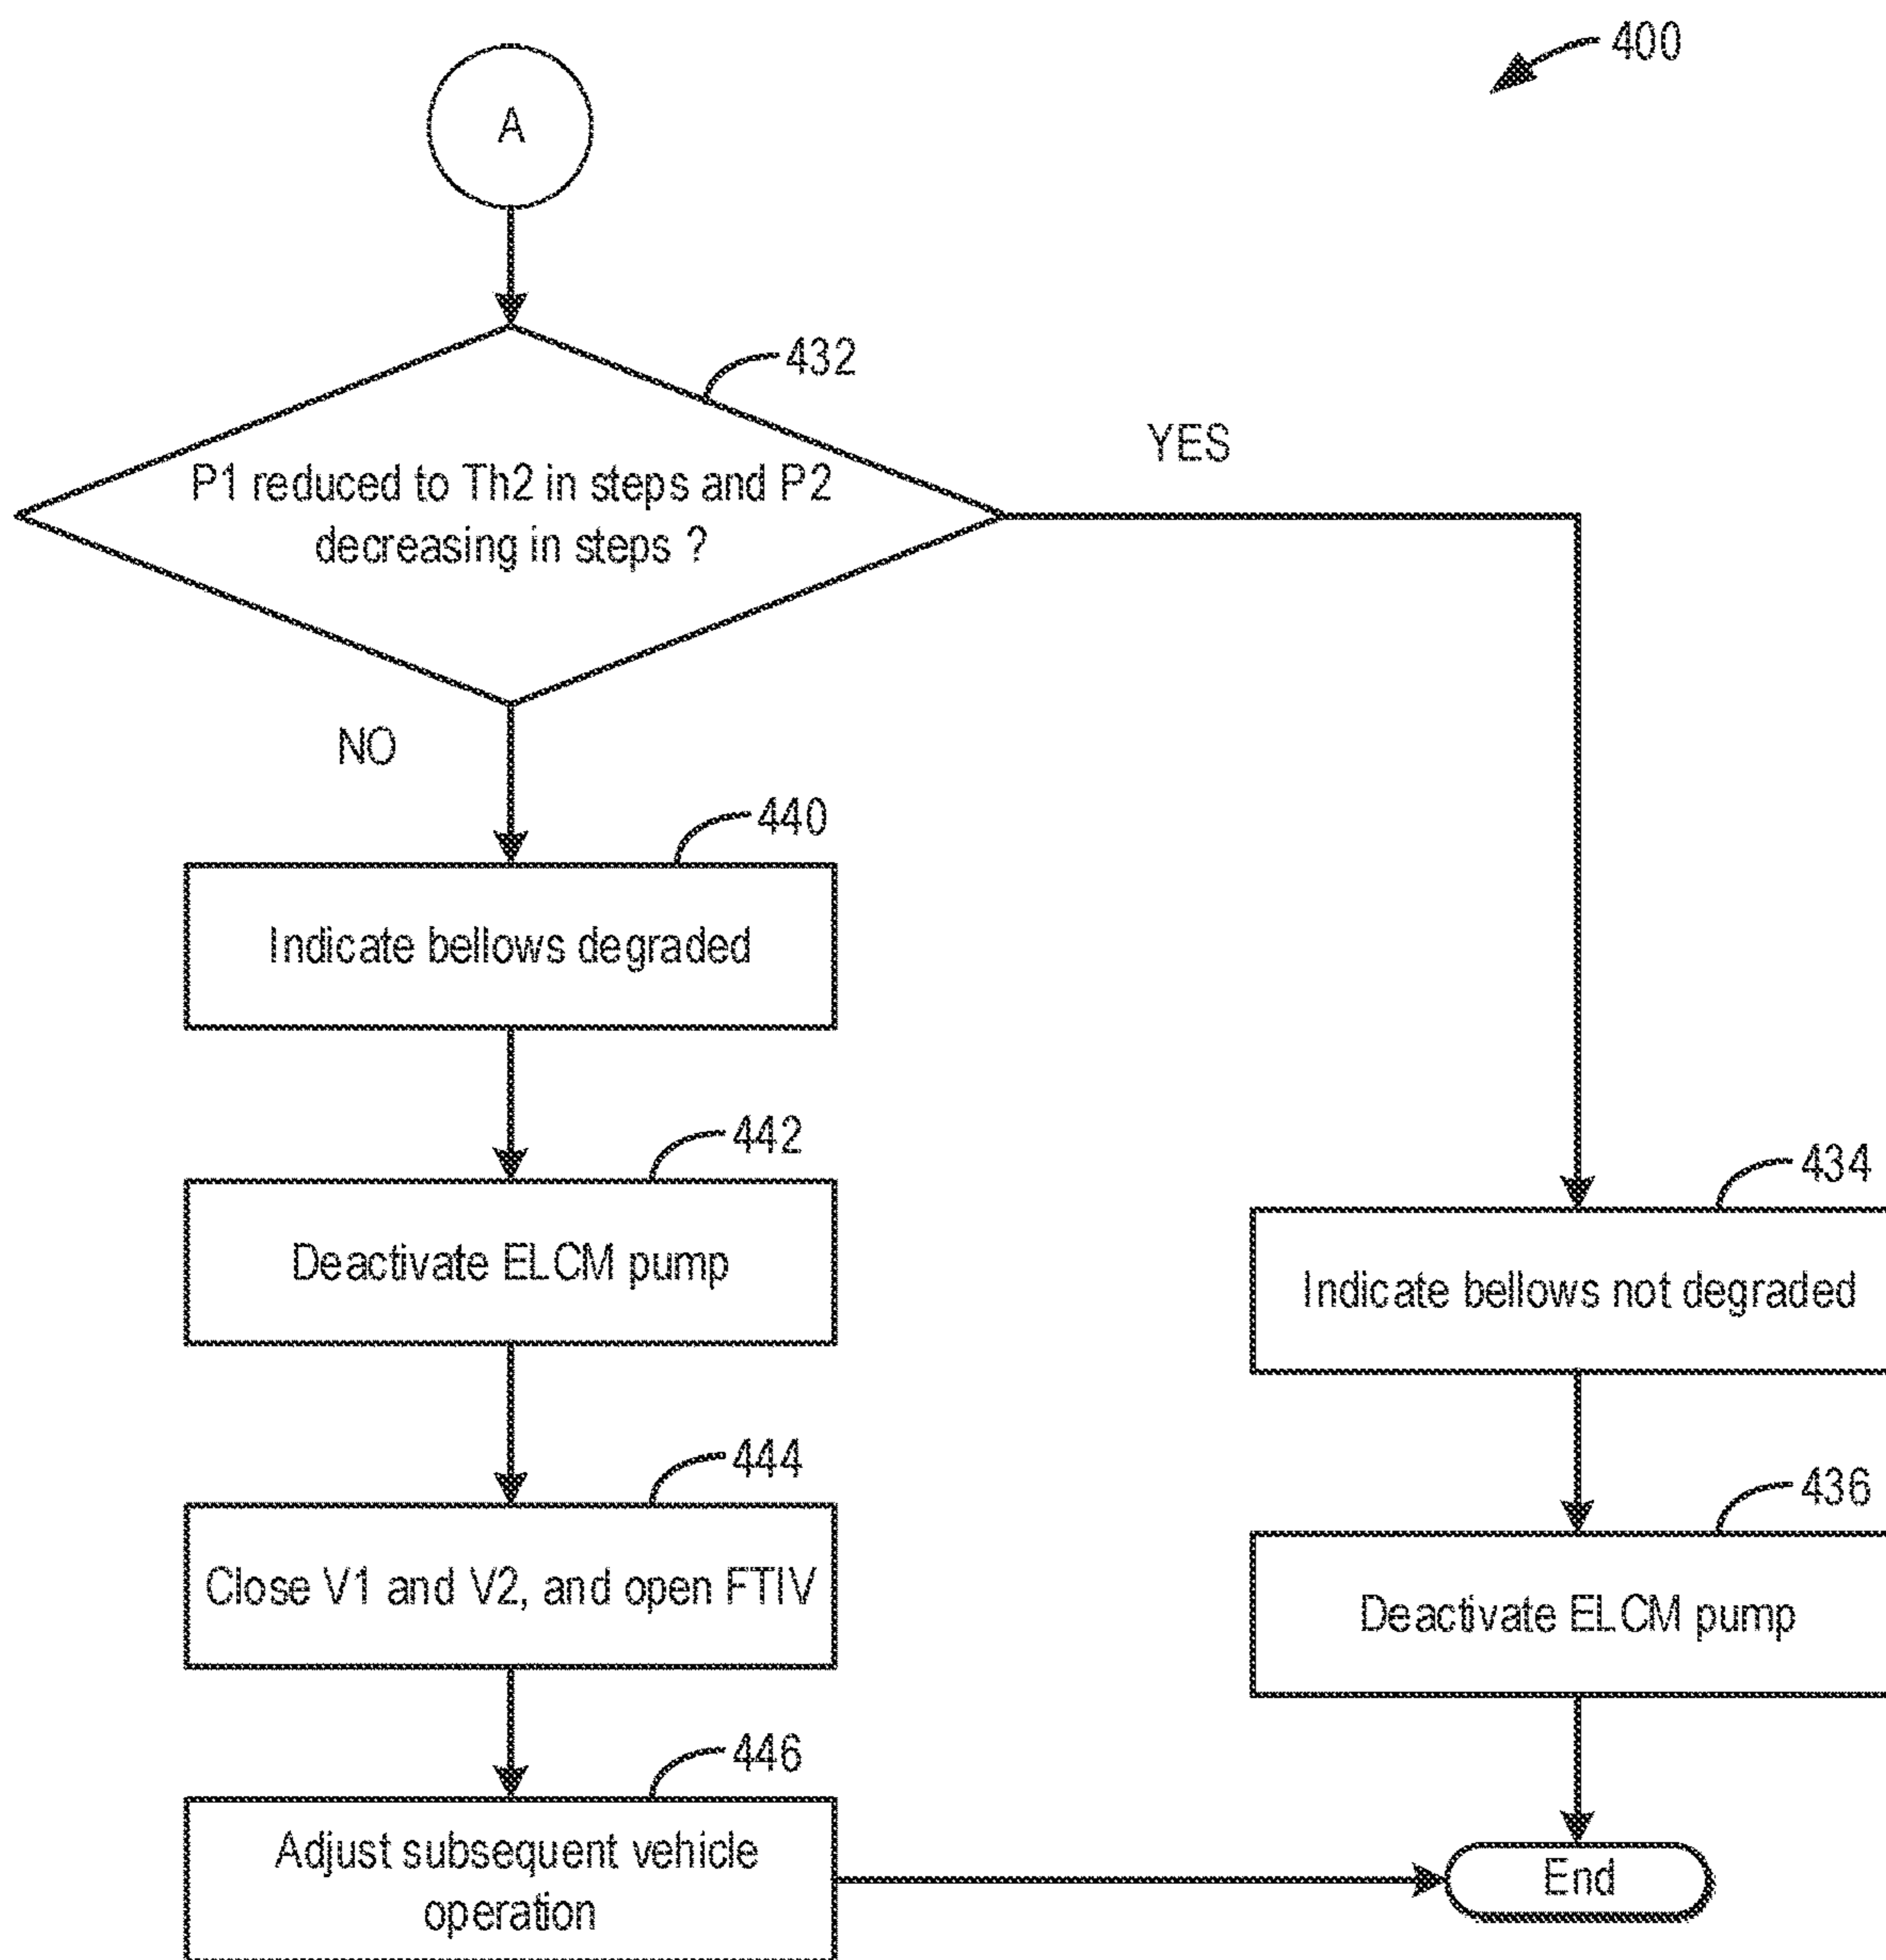 400
A
432
P1 reduced to Th2 in steps and P2
decreasing in steps ?
YES
NO
440
Indicate bellows degraded
442
Deactivate ELCM pump
434
Indicate bellows not degraded
444
Close V1 and V2, and open FTIV
436
Deactivate ELCM pump
446
Adjust subsequent vehicle
operation
End